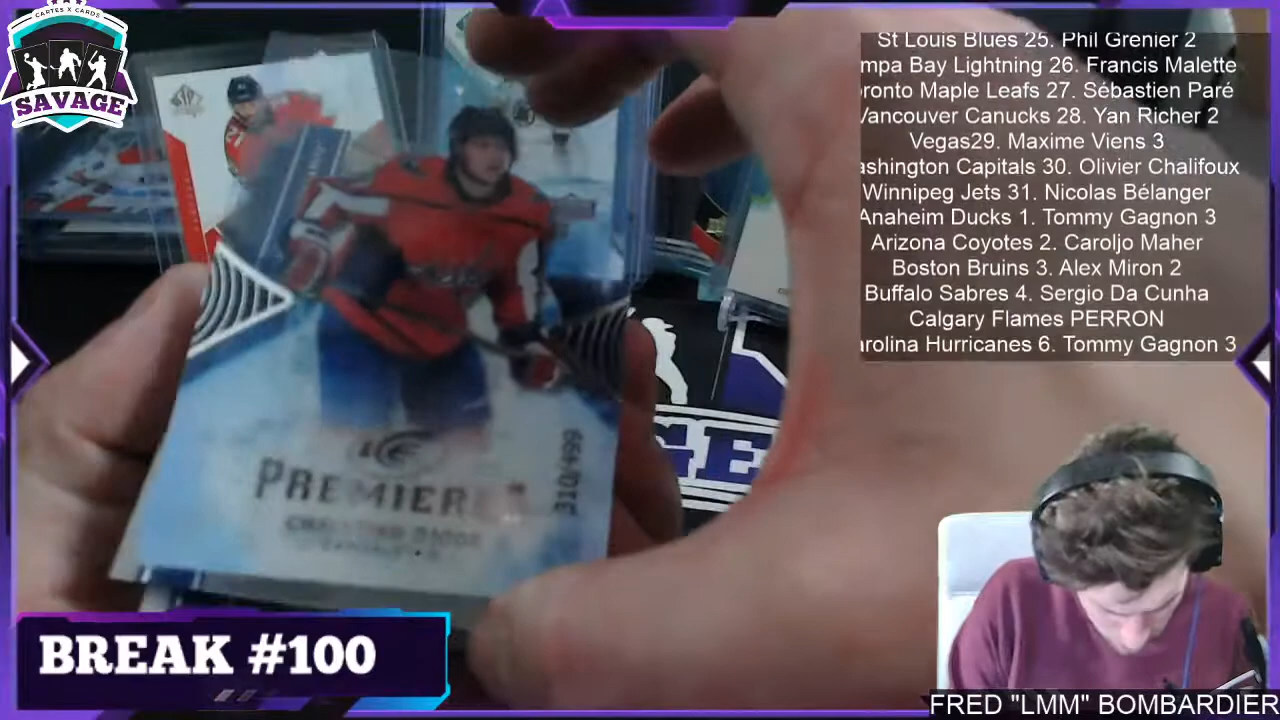 CARTES X CARDS
SAVAGE
St Louis Blues 25. Phil Grenier 2
mpa Bay Lightning 26. Francis Malette
oronto Maple Leafs 27. Sébastien Paré
Vancouver Canucks 28. Yan Richer 2
Vegas29. Maxime Viens 3
ashington Capitals 30. Olivier Chalifoux
Winnipeg Jets 31. Nicolas Bélanger
Anaheim Ducks 1. Tommy Gagnon 3
Arizona Coyotes 2. Caroljo Maher
Boston Bruins 3. Alex Miron 2
Buffalo Sabres 4. Sergio Da Cunha
Calgary Flames PERRON
arolina Hurricanes 6. Tommy Gagnon 3
310/499
PREMIERES
GE
BREAK #100
FRED "LMM" BOMBARDIER